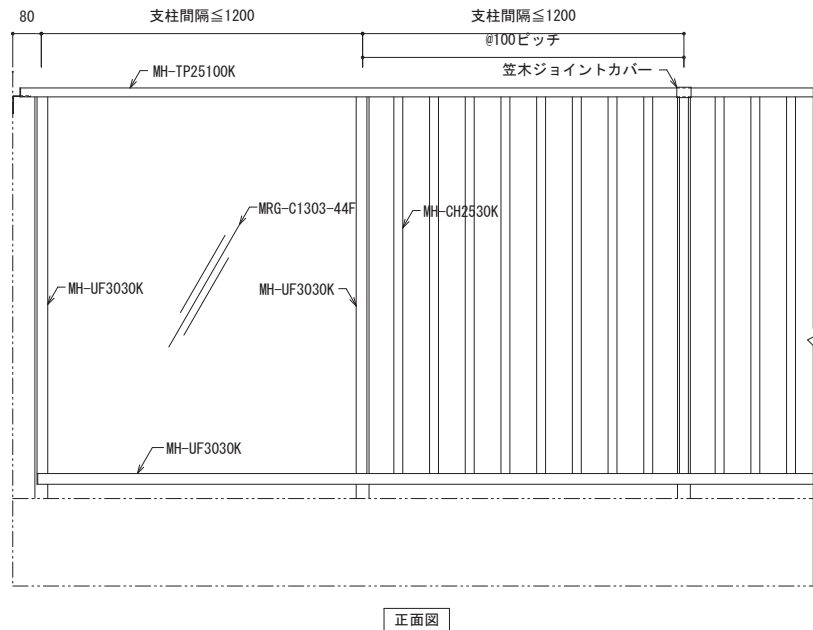 80
支柱間隔≦1200
支柱間隔≦1200
@100ピッチ
MH-TP25100K
笠木ジョイントカバー
MRG-C1303-44F
MH-CH2530K
MH-UF3030K
MH-UF3030K
MH-UF3030K
正面図